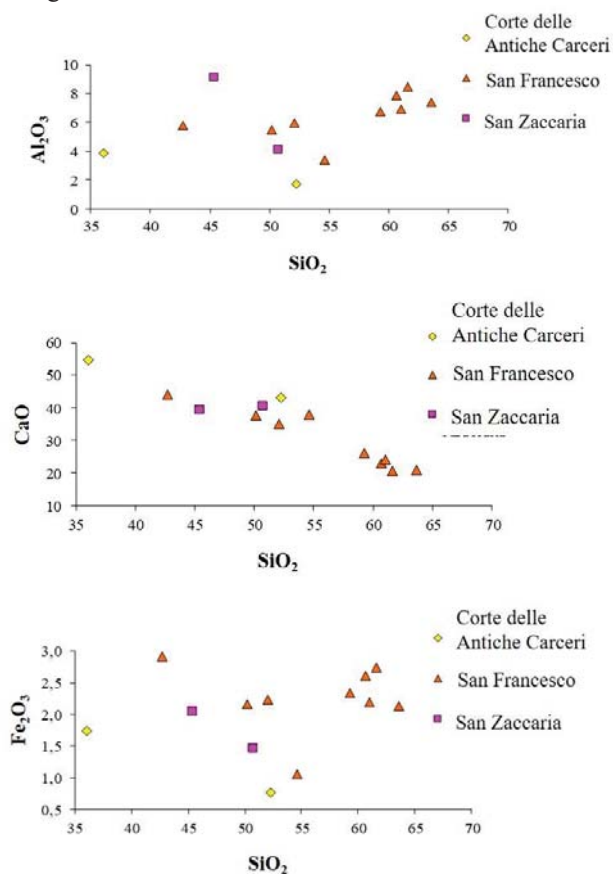 Corte delle
Antiche Carceri
San Francesco
San Zaccaria
Al₂O₃
10
8
6
4
2
0
35 40 45 50 55 60 65 70
SiO₂
Corte delle
Antiche Carceri
San Francesco
San Zaccaria
CaO
60
50
40
30
20
10
35 40 45 50 55 60 65 70
SiO₂
Corte delle
Antiche Carceri
San Francesco
San Zaccaria
Fe₂O₃
3,0
2,5
2,0
1,5
1,0
0,5
35 40 45 50 55 60 65 70
SiO₂